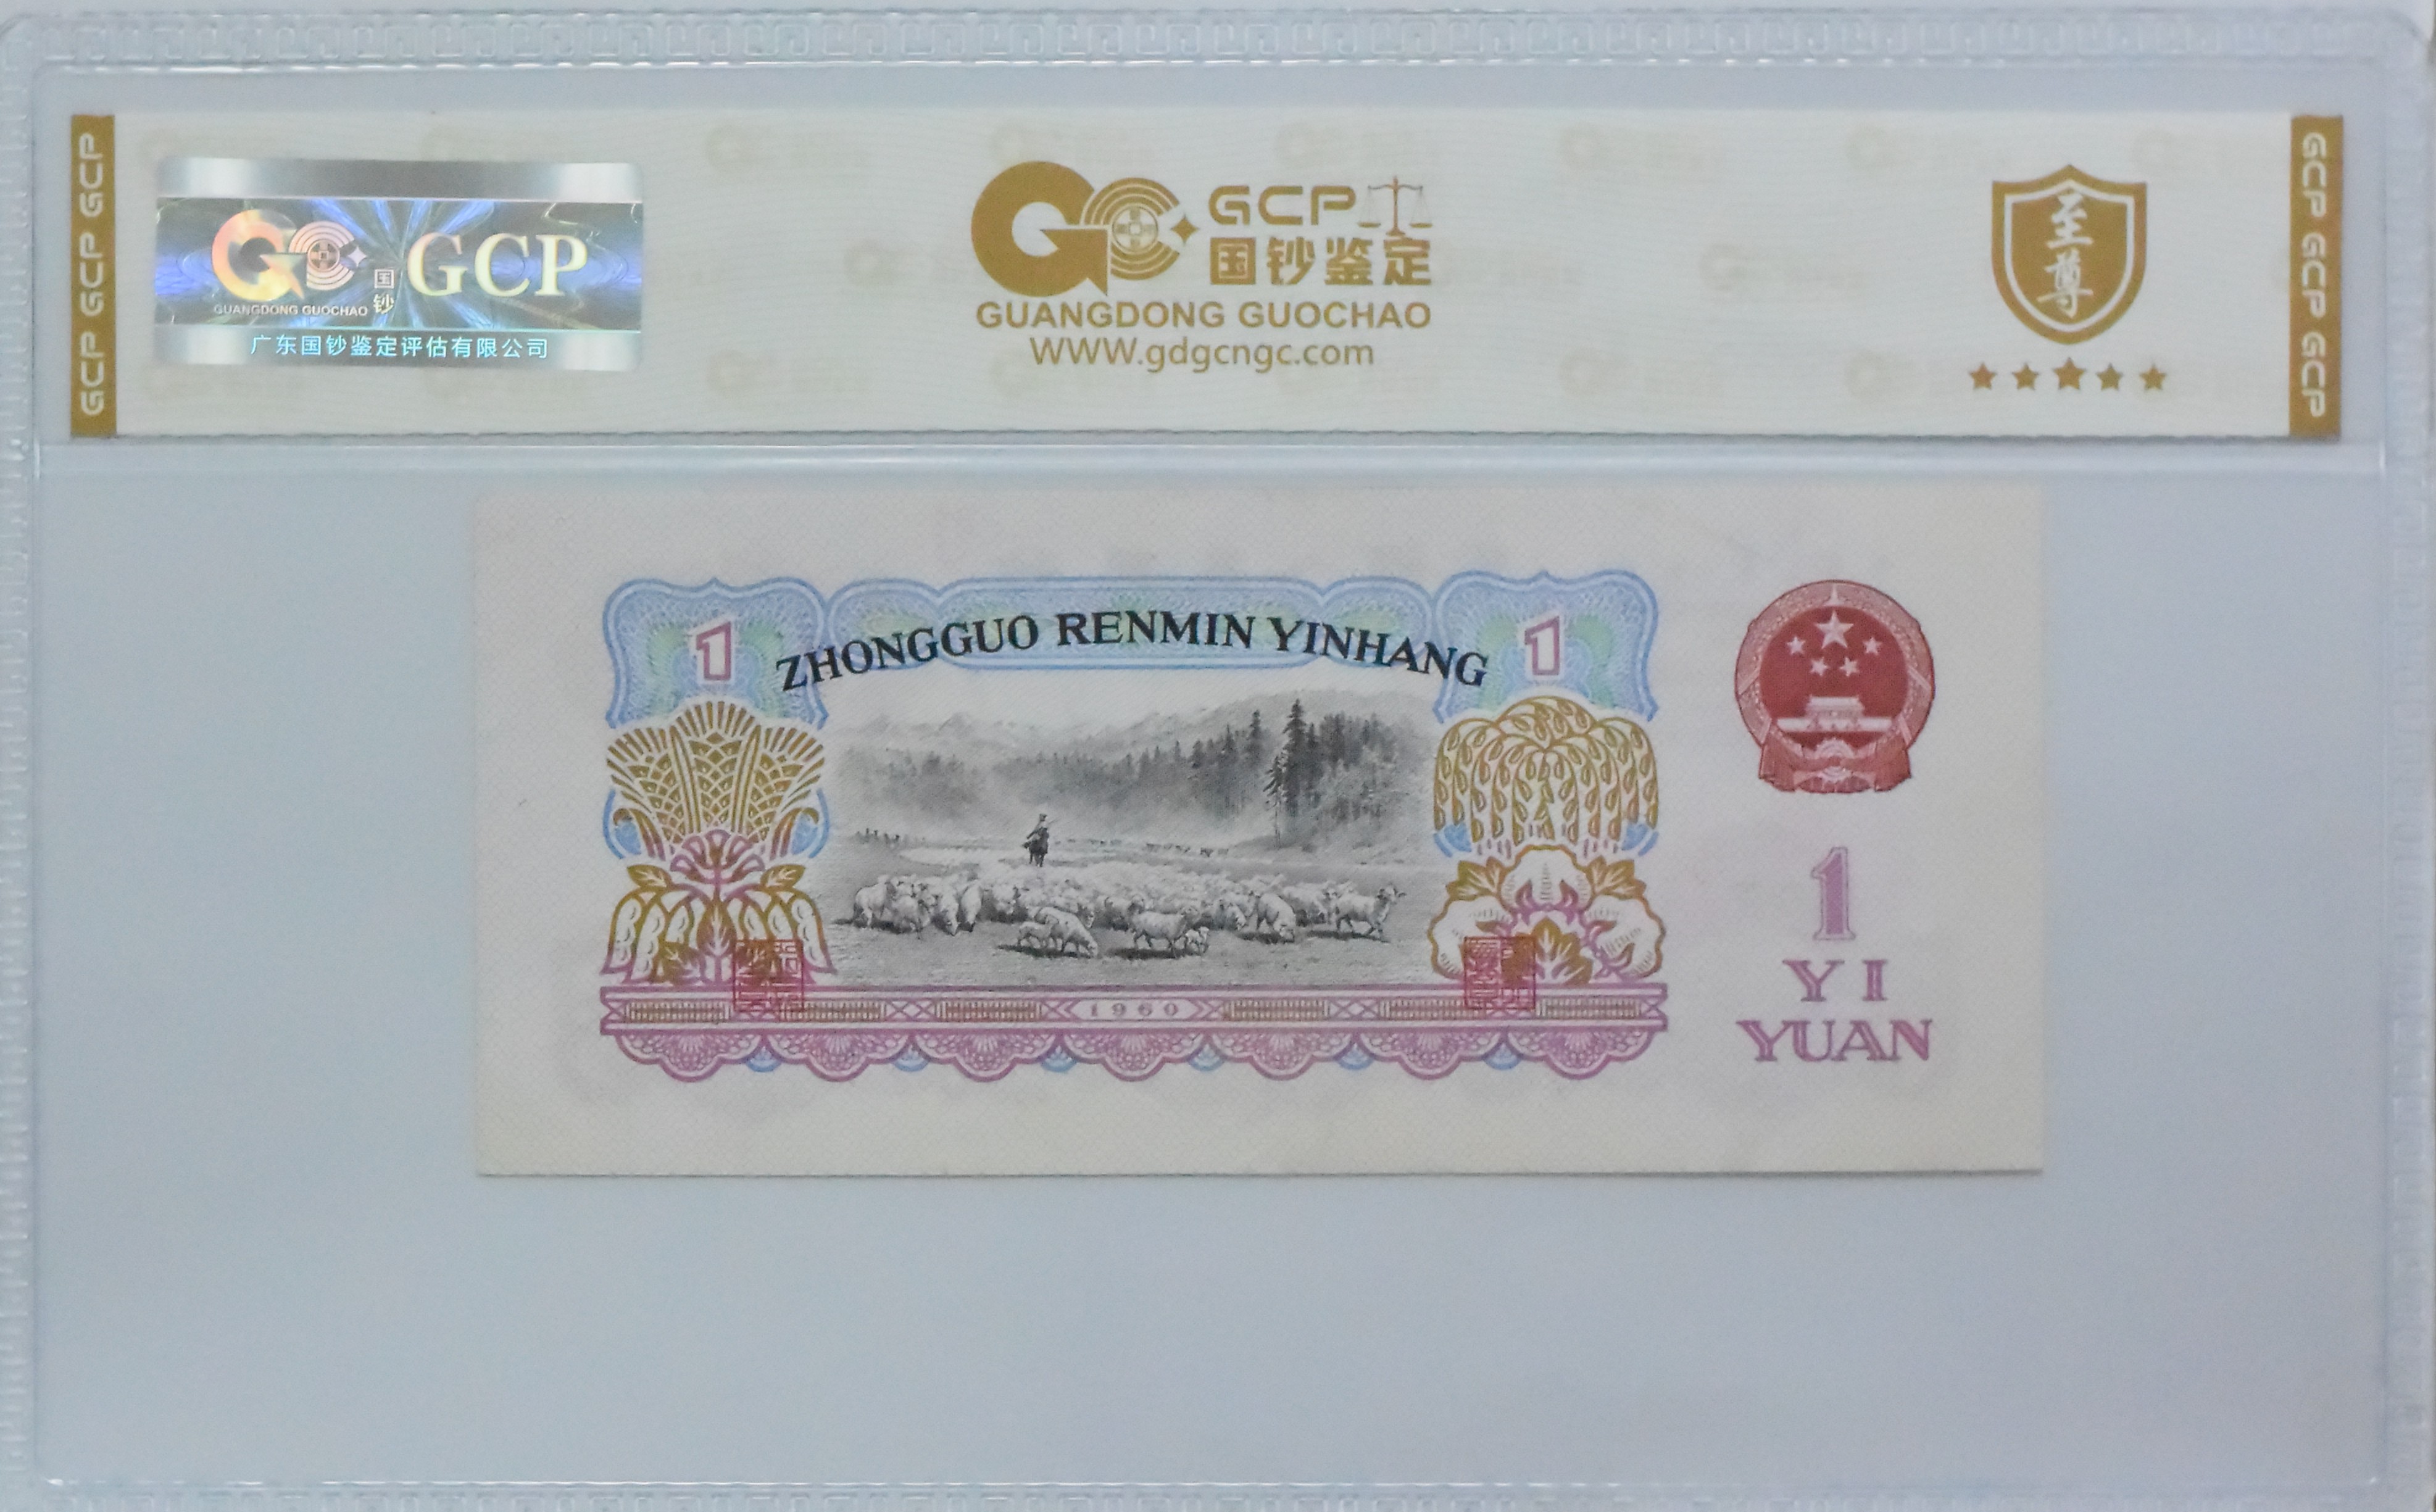 GCP GCP GCP
GUANGDONG GUOCHAO
国钞
GCP
广东国钞鉴定评估有限公司
GCP
国钞鉴定
GUANGDONG GUOCHAO
WWW.gdgcngc.com
至尊
GCP GCP GCP
1
ZHONGGUO RENMIN YINHANG
1
1960
1
YI
YUAN